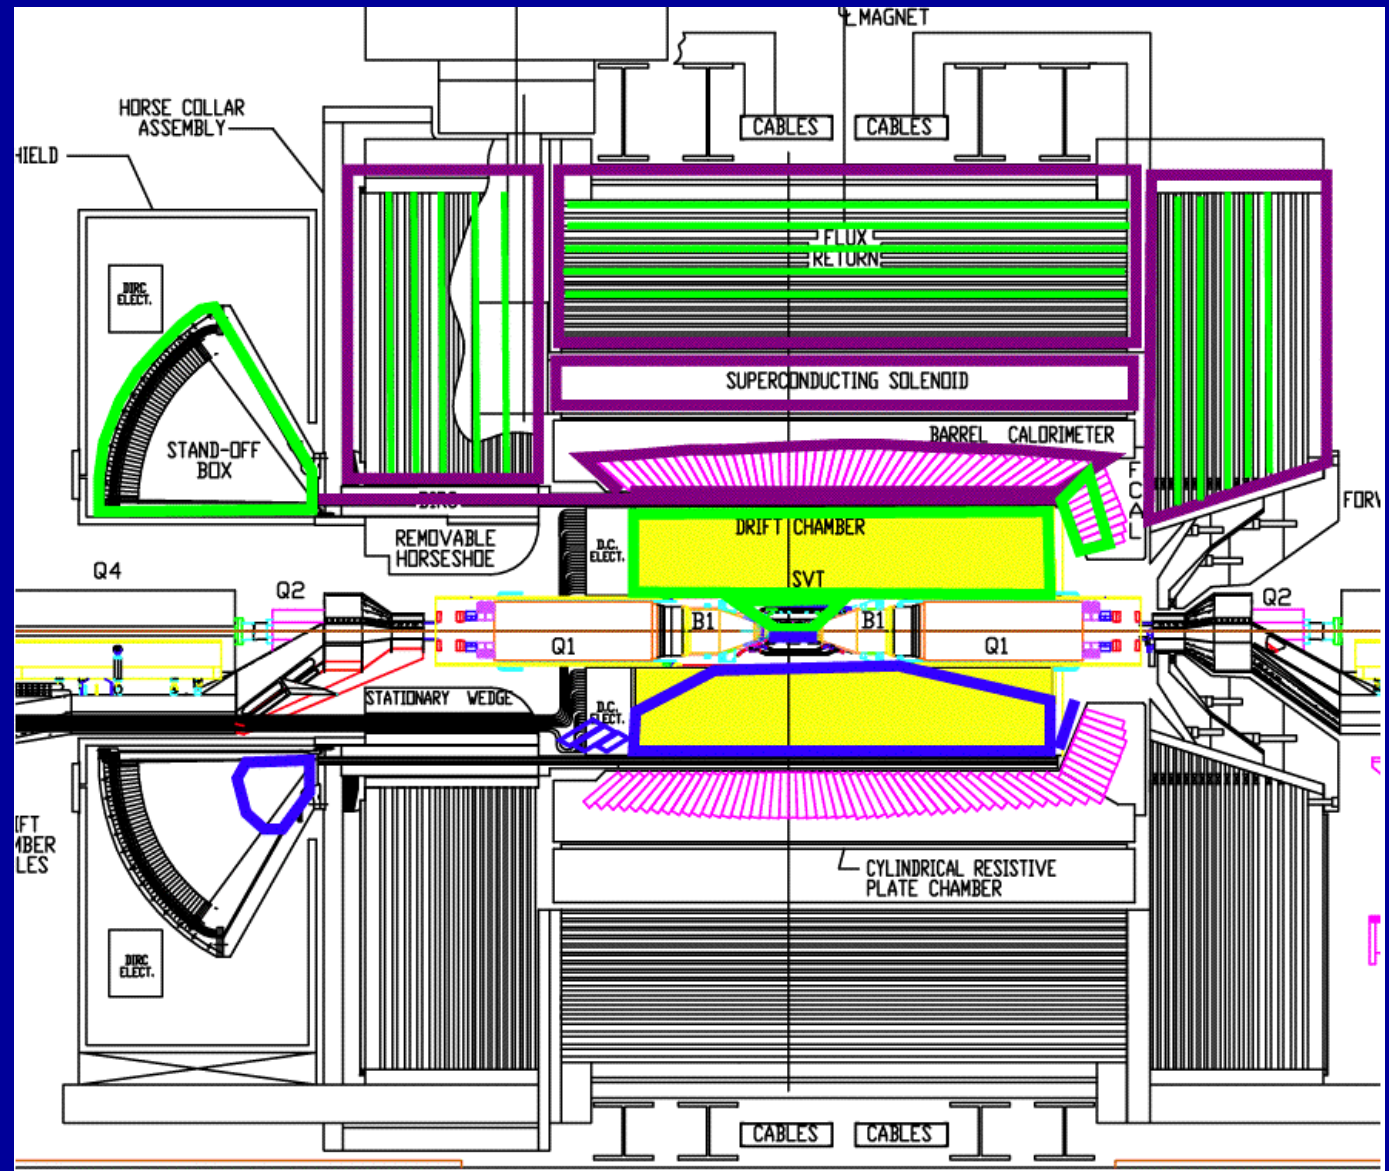 ℄ MAGNET
HORSE COLLAR
ASSEMBLY
CABLES
CABLES
HIELD
FLUX
RETURN
DIRC
ELECT.
SUPERCONDUCTING SOLENOID
BARREL CALORIMETER
STAND-OFF
BOX
F
C
A
L
DIRC
FORV
REMOVABLE
HORSESHOE
D.C.
ELECT.
DRIFT CHAMBER
SVT
Q4
Q2
Q2
Q1
B1
B1
Q1
STATIONARY WEDGE
D.C.
ELECT.
IFT
MBER
LES
CYLINDRICAL RESISTIVE
PLATE CHAMBER
DIRC
ELECT.
CABLES
CABLES